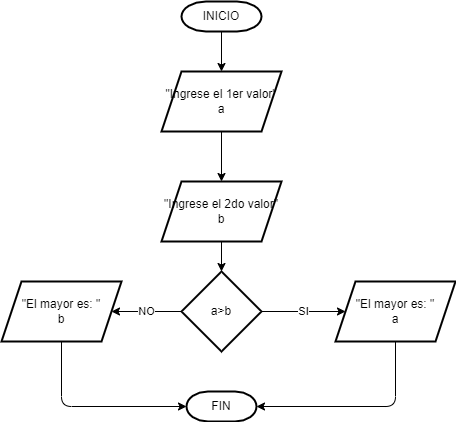 INICIO
"Ingrese el 1er valor"
a
"Ingrese el 2do valor"
b
"El mayor es: "
b
NO
a>b
SI
"El mayor es: "
a
FIN